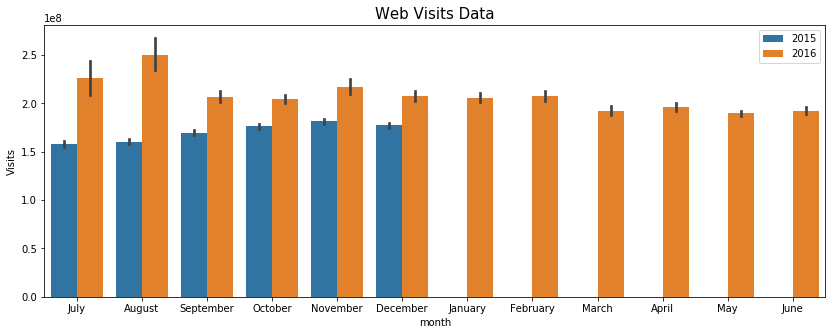 Web Visits Data
1e8
2015
2016
2.5
2.0
1.5
1.0
0.5
0.0
Visits
July August September October November December January February March April May June
month